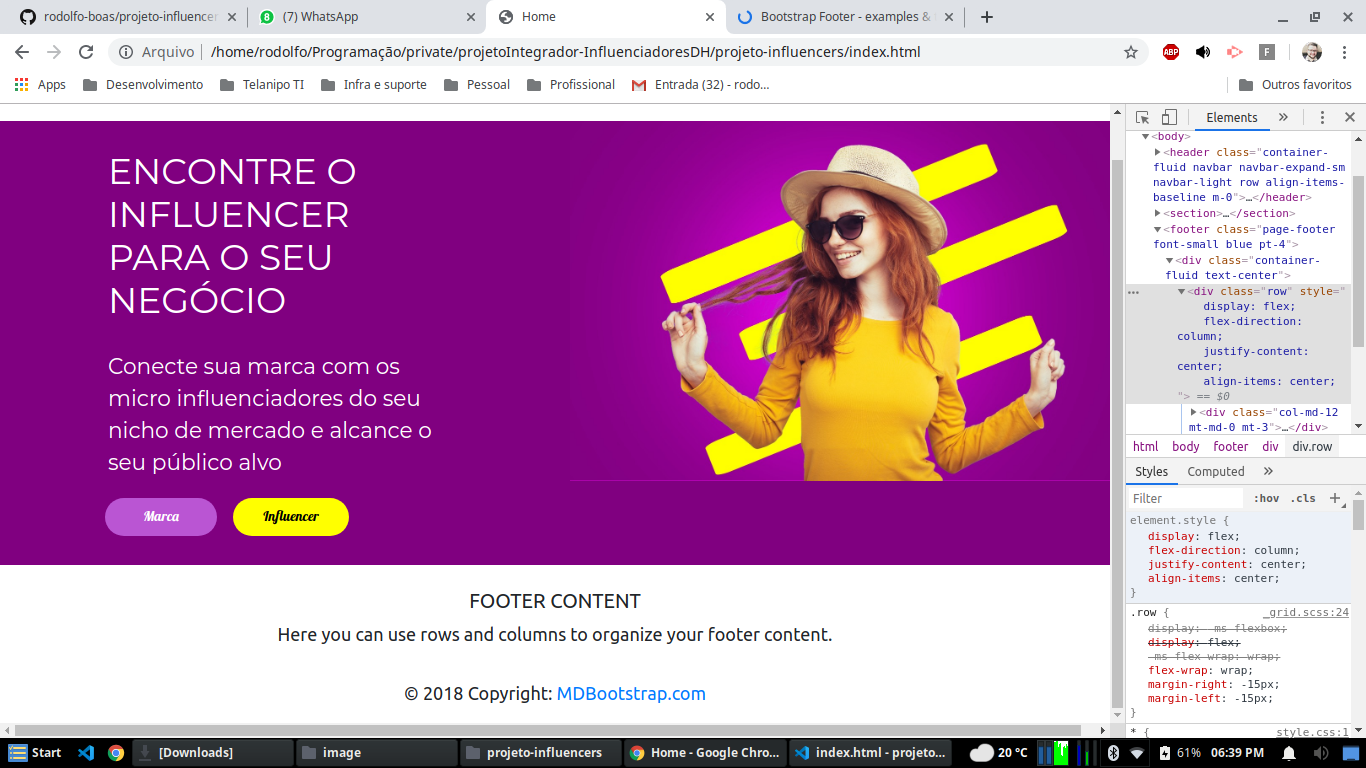 rodolfo-boas/projeto-influencer
(7) WhatsApp
Home
Bootstrap Footer - examples &
Arquivo /home/rodolfo/Programação/private/projetoIntegrador-InfluenciadoresDH/projeto-influencers/index.html
ABP
F
Apps Desenvolvimento Telanipo TI Infra e suporte Pessoal Profissional Entrada (32) - rodo... Outros favoritos
ENCONTRE O
INFLUENCER
PARA O SEU
NEGÓCIO
Conecte sua marca com os
micro influenciadores do seu
nicho de mercado e alcance o
seu público alvo
Marca Influencer
FOOTER CONTENT
Here you can use rows and columns to organize your footer content.
© 2018 Copyright: MDBootstrap.com
Elements »
▼<body>
▶<header class="container-
fluid navbar navbar-expand-sm
navbar-light row align-items-
baseline m-0">…</header>
▶<section>…</section>
▼<footer class="page-footer
font-small blue pt-4">
▼<div class="container-
fluid text-center">
▼<div class="row" style="
display: flex;
flex-direction:
column;
justify-content:
center;
align-items: center;
"> == $0
▶<div class="col-md-12
mt-md-0 mt-3">…</div>
html body footer div div.row
Styles Computed »
Filter :hov .cls +
element.style {
display: flex;
flex-direction: column;
justify-content: center;
align-items: center;
}
.row { _grid.scss:24
display: -ms-flexbox;
display: flex;
-ms-flex-wrap: wrap;
flex-wrap: wrap;
margin-right: -15px;
margin-left: -15px;
}
* { style.css:1
Start [Downloads] image projeto-influencers Home - Google Chro... index.html - projeto... 20 °C 61% 06:39 PM